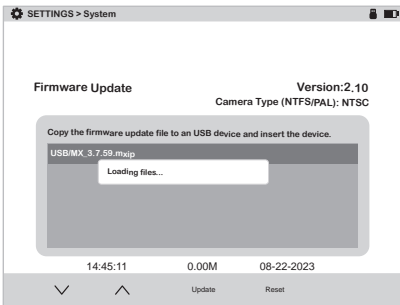 SETTINGS > System
Firmware Update
Version:2.10
Camera Type (NTFS/PAL): NTSC
Copy the firmware update file to an USB device and insert the device.
USB/MX_3.7.59.mxip
Loading files...
14:45:11 0.00M 08-22-2023
Update Reset